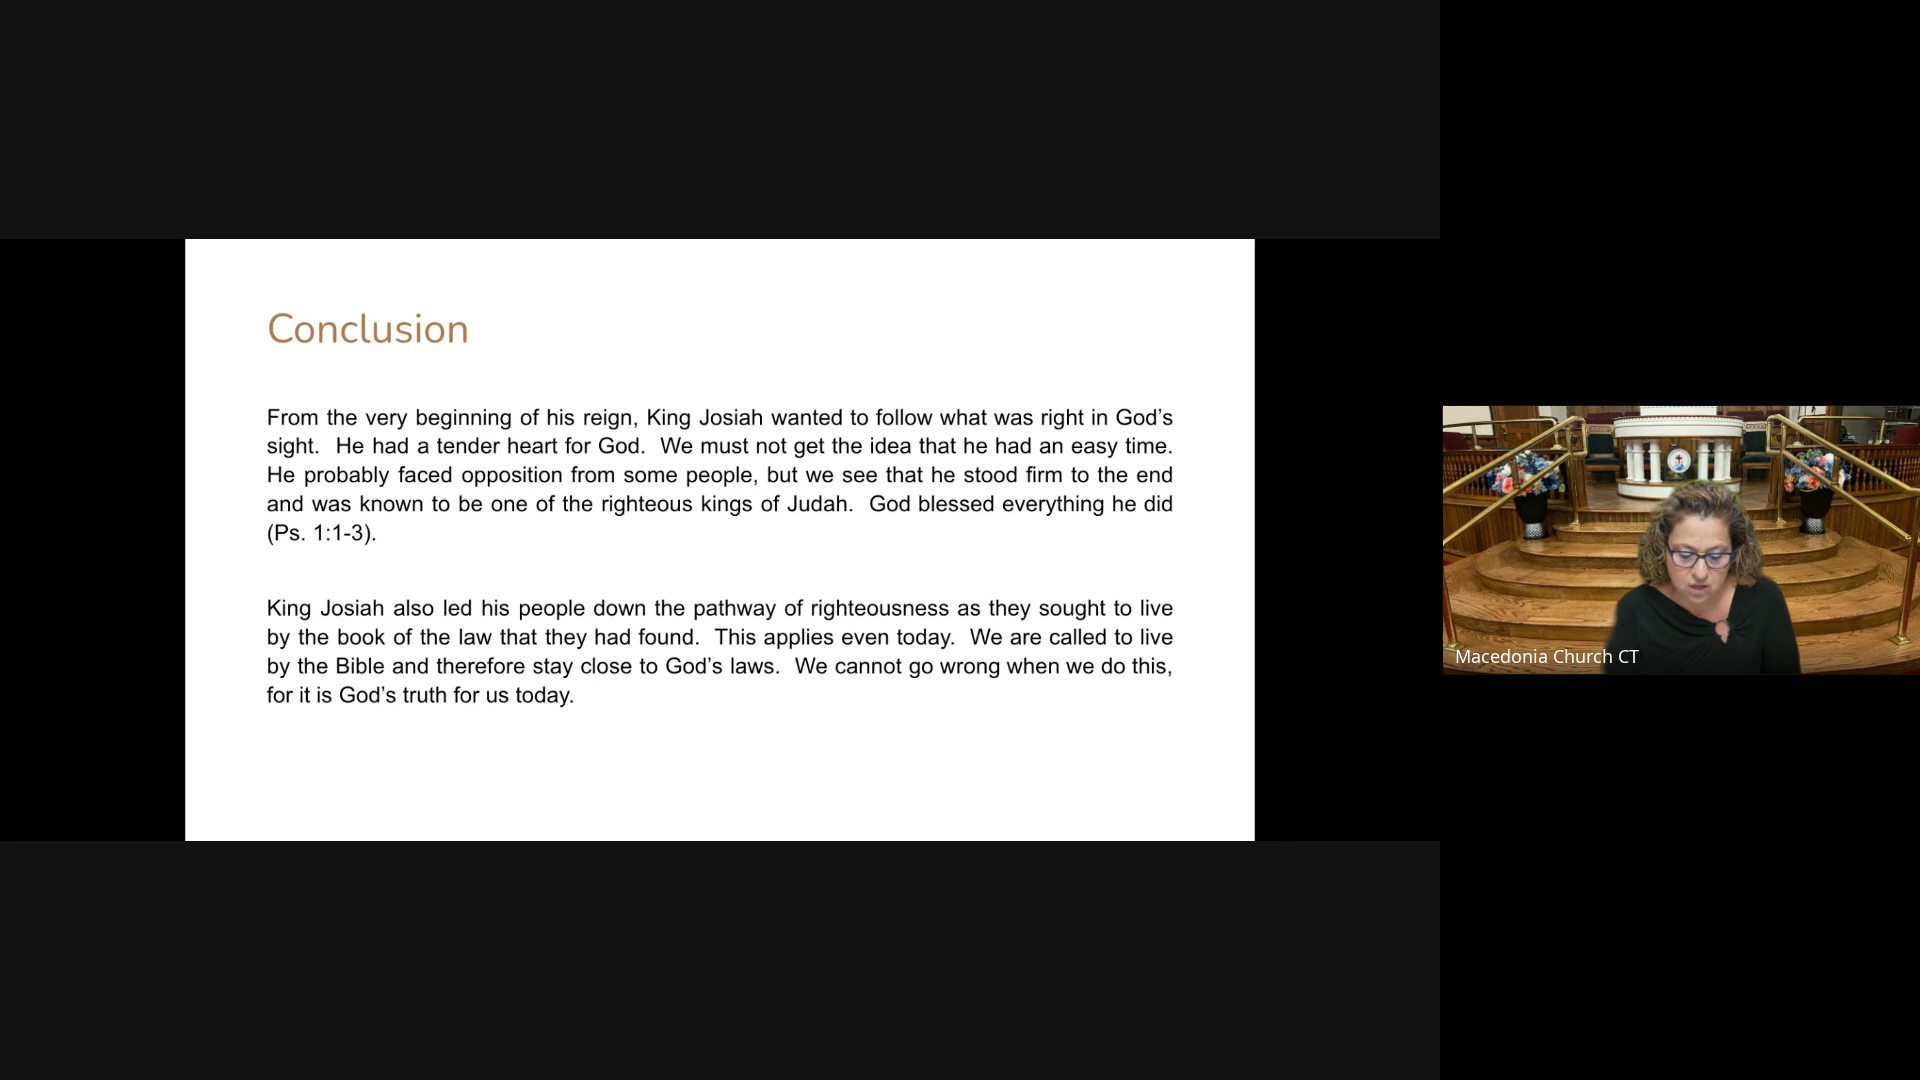 Conclusion
From the very beginning of his reign, King Josiah wanted to follow what was right in God’s
sight.  He had a tender heart for God.  We must not get the idea that he had an easy time.
He probably faced opposition from some people, but we see that he stood firm to the end
and was known to be one of the righteous kings of Judah.  God blessed everything he did
(Ps. 1:1-3).
King Josiah also led his people down the pathway of righteousness as they sought to live
by the book of the law that they had found.  This applies even today.  We are called to live
by the Bible and therefore stay close to God’s laws.  We cannot go wrong when we do this,
for it is God’s truth for us today.
Macedonia Church CT